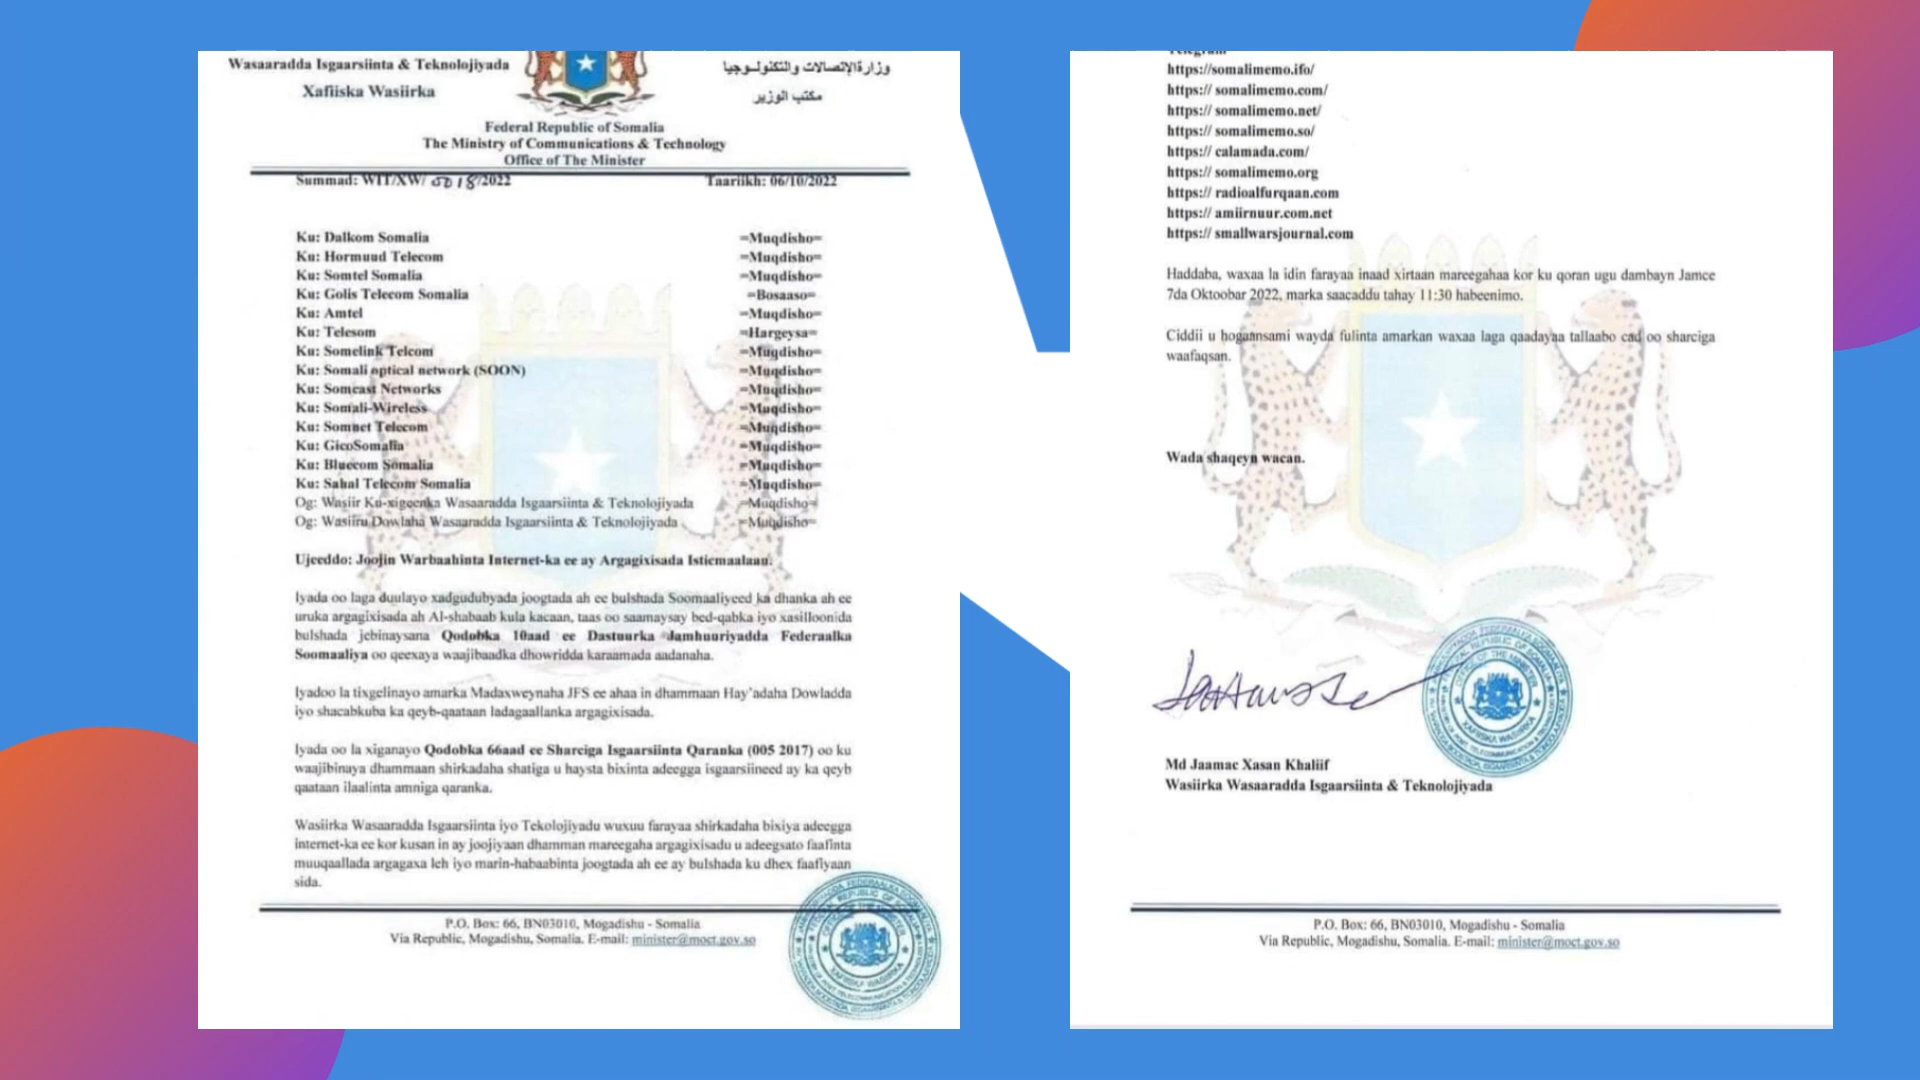 Wasaaradda Isgaarsiinta & Teknolojiyada
Xafiiska Wasiirka
وزارة الإتصالات والتكنولوجيا
مكتب الوزير
Federal Republic of Somalia
The Ministry of Communications & Technology
Office of The Minister
Summad: WIT/XW/ 0018/2022 Taariikh: 06/10/2022
Ku: Dalkom Somalia =Muqdisho=
Ku: Hormuud Telecom =Muqdisho=
Ku: Somtel Somalia =Muqdisho=
Ku: Golis Telecom Somalia =Bosaaso=
Ku: Amtel =Muqdisho=
Ku: Telesom =Hargeysa=
Ku: Somelink Telcom =Muqdisho=
Ku: Somali optical network (SOON) =Muqdisho=
Ku: Somcast Networks =Muqdisho=
Ku: Somali-Wireless =Muqdisho=
Ku: Somnet Telecom =Muqdisho=
Ku: GicoSomalia =Muqdisho=
Ku: Bluecom Somalia =Muqdisho=
Ku: Sahal Telecom Somalia =Muqdisho=
Og: Wasiir Ku-xigeenka Wasaaradda Isgaarsiinta & Teknolojiyada =Muqdisho=
Og: Wasiiru Dowlaha Wasaaradda Isgaarsiinta & Teknolojiyada =Muqdisho=
Ujeeddo: Joojin Warbaahinta Internet-ka ee ay Argagixisada Isticmaalaan.
Iyada oo laga duulayo xadgudubyada joogtada ah ee bulshada Soomaaliyeed ka dhanka ah ee
uruka argagixisada ah Al-shabaab kula kacaan, taas oo saamaysay bed-qabka iyo xasilloonida
bulshada jebinaysana Qodobka 10aad ee Dastuurka Jamhuuriyadda Federaalka
Soomaaliya oo qeexaya waajibaadka dhowridda karaamada aadanaha.
Iyadoo la tixgelinayo amarka Madaxweynaha JFS ee ahaa in dhammaan Hay'adaha Dowladda
iyo shacabkuba ka qeyb-qaataan ladagaallanka argagixisada.
Iyada oo la xiganayo Qodobka 66aad ee Sharciga Isgaarsiinta Qaranka (005 2017) oo ku
waajibinaya dhammaan shirkadaha shatiga u haysta bixinta adeegga isgaarsiineed ay ka qeyb
qaataan ilaalinta amniga qaranka.
Wasiirka Wasaaradda Isgaarsiinta iyo Tekolojiyadu wuxuu farayaa shirkadaha bixiya adeegga
internet-ka ee kor kusan in ay joojiyaan dhamman mareegaha argagixisadu u adeegsato faafinta
muuqaallada argagaxa leh iyo marin-habaabinta joogtada ah ee ay bulshada ku dhex faafiyaan
sida.
P.O. Box: 66, BN03010, Mogadishu - Somalia
Via Republic, Mogadishu, Somalia. E-mail: minister@moct.gov.so
Telegram
https://somalimemo.ifo/
https:// somalimemo.com/
https:// somalimemo.net/
https:// somalimemo.so/
https:// calamada.com/
https:// somalimemo.org
https:// radioalfurqaan.com
https:// amiirnuur.com.net
https:// smallwarsjournal.com
Haddaba, waxaa la idin farayaa inaad xirtaan mareegahaa kor ku qoran ugu dambayn Jamce
7da Oktoobar 2022, marka saacaddu tahay 11:30 habeenimo.
Ciddii u hogaansami wayda fulinta amarkan waxaa laga qaadayaa tallaabo cad oo sharciga
waafaqsan.
Wada shaqeyn wacan.
Md Jaamac Xasan Khaliif
Wasiirka Wasaaradda Isgaarsiinta & Teknolojiyada
P.O. Box: 66, BN03010, Mogadishu - Somalia
Via Republic, Mogadishu, Somalia. E-mail: minister@moct.gov.so